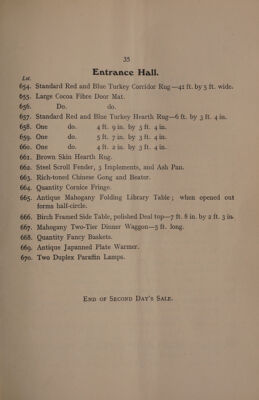 35
Entrance Hall.
Lot.
654. Standard Red and Blue Turkey Corridor Rug—41 ft. by 5 ft. wide.
655. Large Cocoa Fibre Door Mat.
656. Do. do.
657. Standard Red and Blue Turkey Hearth Rug—6 ft. by 3 ft. 4 in.
658. One do. 4 ft. 9 in. by 3 ft. 4 in.
659. One do. 5 ft. 7 in. by 3 ft. 4 in.
660. One do. 4 ft. 2 in. by 3 ft. 4 in.
661. Brown Skin Hearth Rug.
662. Steel Scroll Fender, 3 Implements, and Ash Pan.
663. Rich-toned Chinese Gong and Beater.
664. Quantity Cornice Fringe.
665. Antique Mahogany Folding Library Table; when opened out
forms half-circle.
666. Birch Framed Side Table, polished Deal top—7 ft. 8 in. by 2 ft. 3 in.
667. Mahogany Two-Tier Dinner Waggon—5 ft. long.
668. Quantity Fancy Baskets.
669. Antique Japanned Plate Warmer.
670. Two Duplex Paraffin Lamps.
END OF SECOND DAY'S SALE.